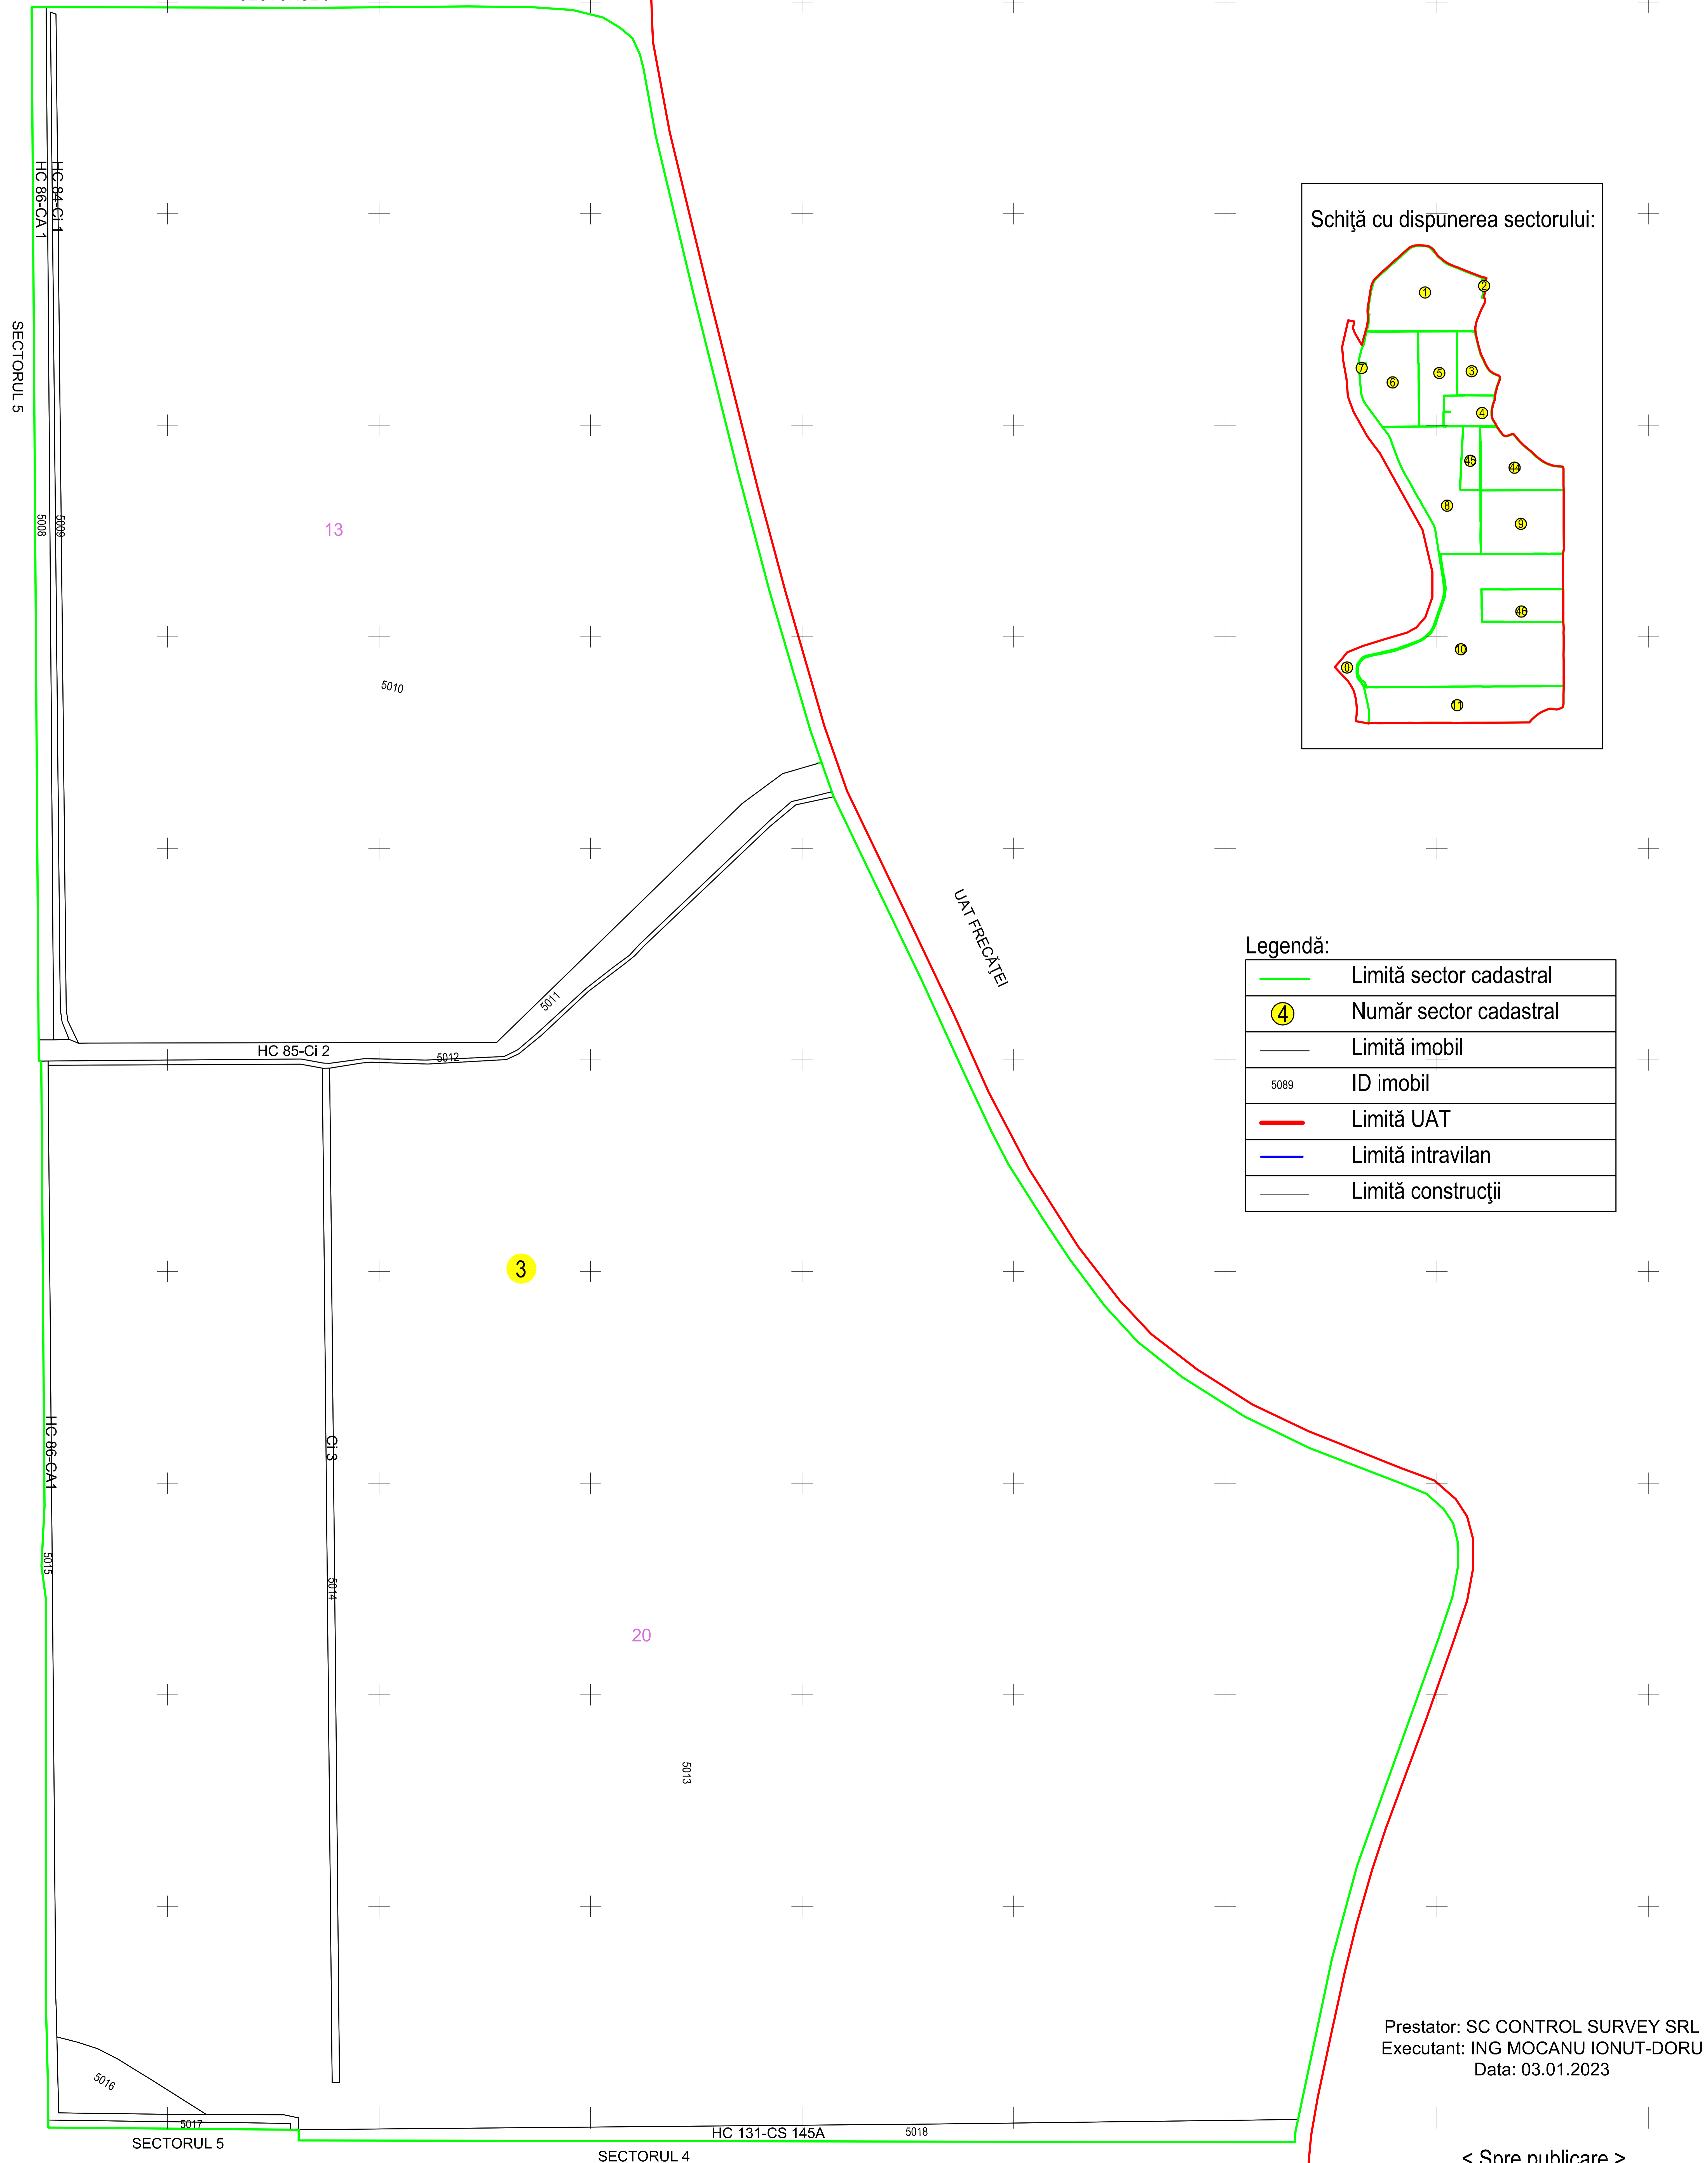 HC 86-CA 1
HC 84-Ci 1
SECTORUL 5
5008
5009
13
5010
5011
HC 85-Ci 2
5012
UAT FRECĂŢEI
3
HC 86-CA1
Ci 3
5015
5014
20
5013
5016
5017
SECTORUL 5
HC 131-CS 145A
5018
SECTORUL 4
Schiţă cu dispunerea sectorului:
1
2
7
6
5
3
4
45
44
8
9
46
10
0
11
Legendă:
Limită sector cadastral
4 Număr sector cadastral
Limită imobil
5089 ID imobil
Limită UAT
Limită intravilan
Limită construcţii
Prestator: SC CONTROL SURVEY SRL
Executant: ING MOCANU IONUT-DORU
Data: 03.01.2023
< Spre publicare >